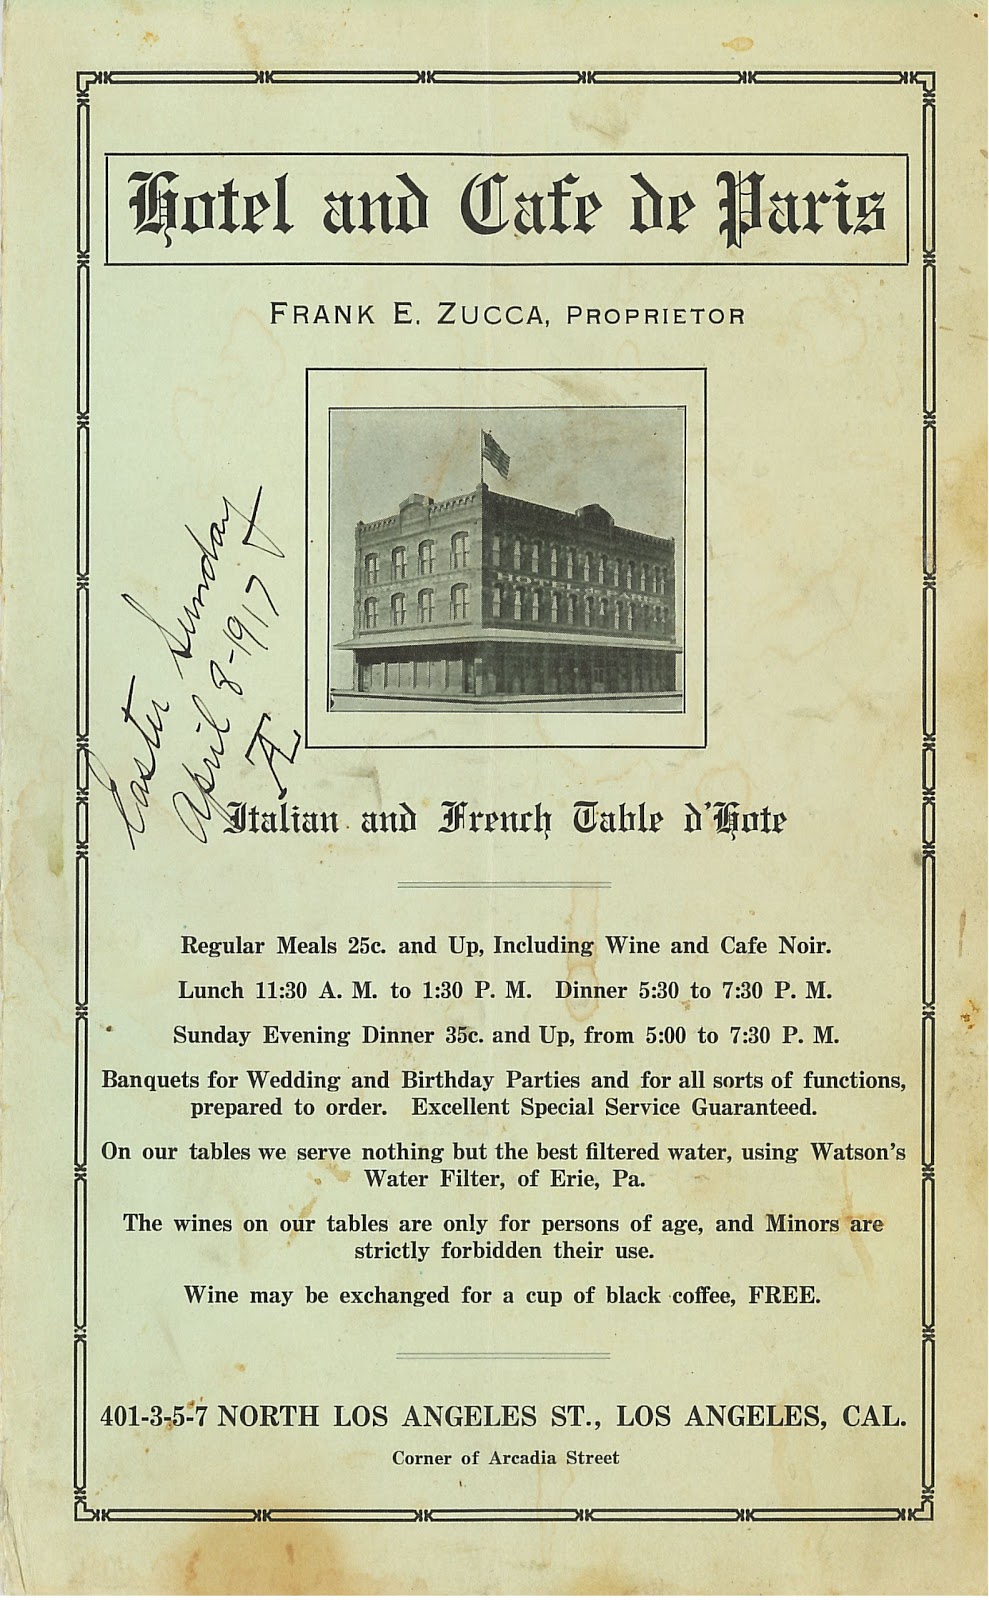 Hotel and Cafe de Paris
FRANK E. ZUCCA, PROPRIETOR
HOTEL
Easter Sunday
April 8-1917
Italian and French Table d'Hote
Regular Meals 25c. and Up, Including Wine and Cafe Noir.
Lunch 11:30 A. M. to 1:30 P. M. Dinner 5:30 to 7:30 P. M.
Sunday Evening Dinner 35c. and Up, from 5:00 to 7:30 P. M.
Banquets for Wedding and Birthday Parties and for all sorts of functions,
prepared to order. Excellent Special Service Guaranteed.
On our tables we serve nothing but the best filtered water, using Watson's
Water Filter, of Erie, Pa.
The wines on our tables are only for persons of age, and Minors are
strictly forbidden their use.
Wine may be exchanged for a cup of black coffee, FREE.
401-3-5-7 NORTH LOS ANGELES ST., LOS ANGELES, CAL.
Corner of Arcadia Street